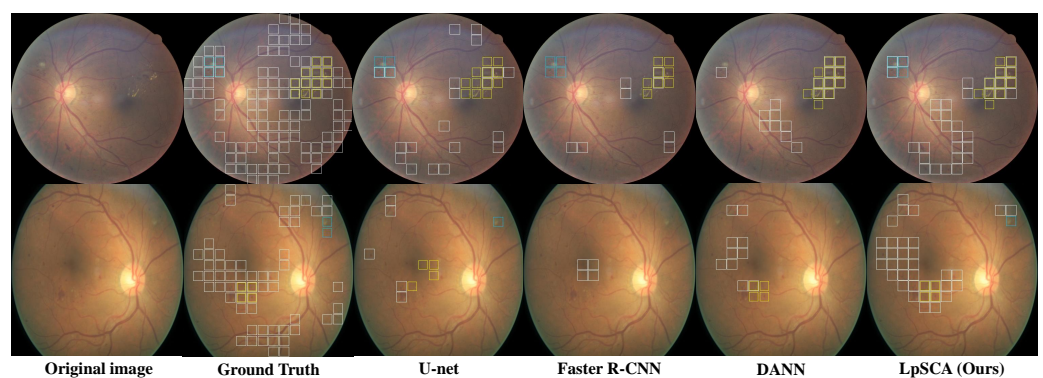 Original image
Ground Truth
U-net
Faster R-CNN
DANN
LpSCA (Ours)